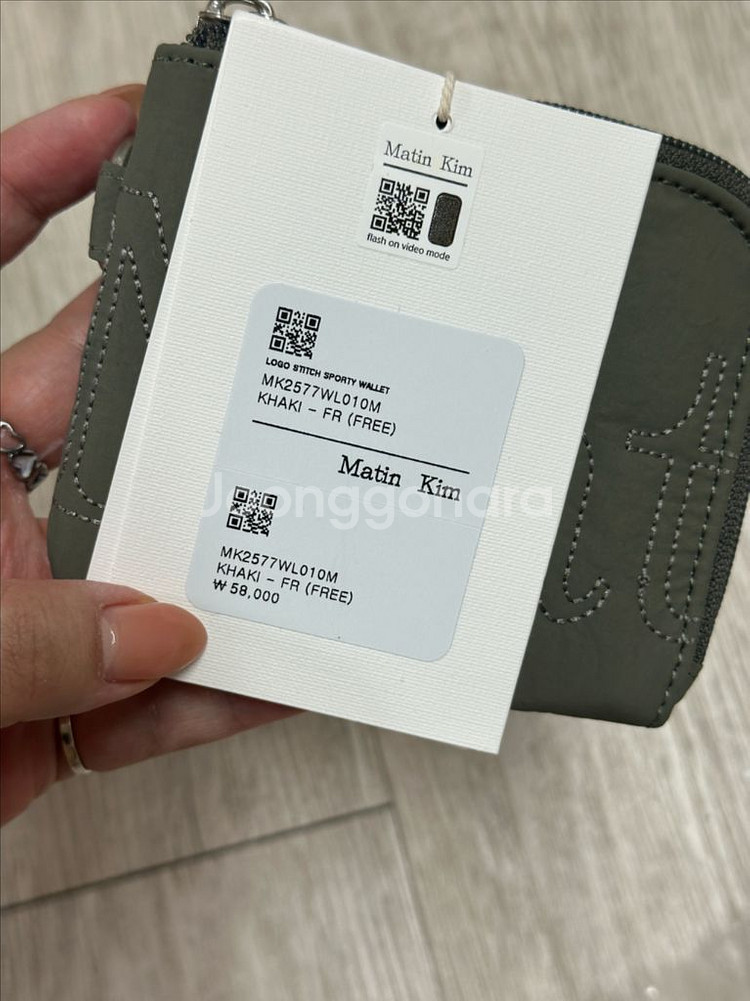 Matin Kim
flash on video mode
LOGO STITCH SPORTY WALLET
MK2577WL010M
KHAKI - FR (FREE)
Matin Kim
MK2577WL010M
KHAKI - FR (FREE)
₩ 58,000
Joonggonara